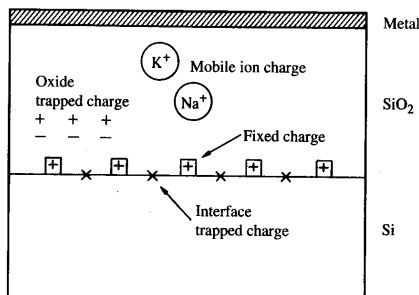 Metal
K+
Mobile ion charge
Oxide
trapped charge
SiO2
Na+
+ + +
− − −
Fixed charge
+ + + + +
× × × ×
Interface
trapped charge
Si